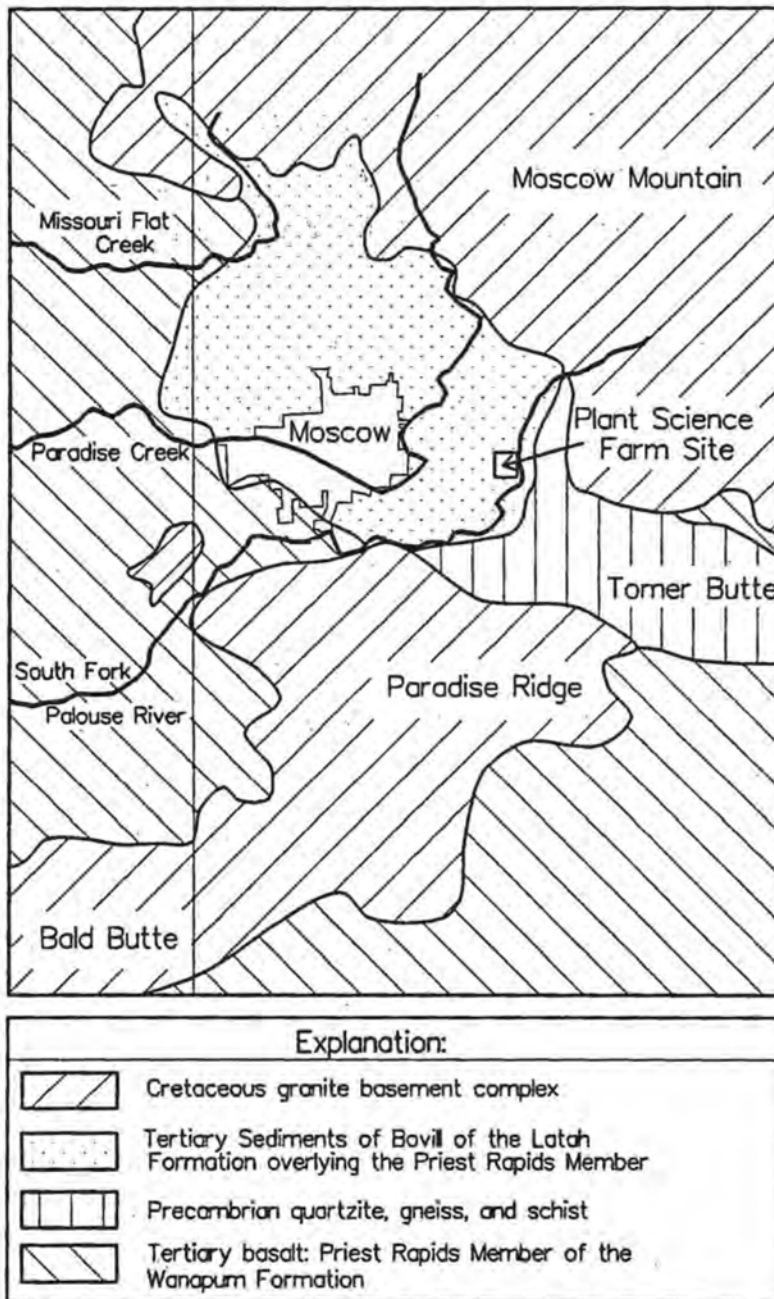 Moscow Mountain
Missouri Flat
Creek
Plant Science
Farm Site
Moscow
Paradise Creek
Tomer Butte
South Fork
Paradise Ridge
Palouse River
Bald Butte
Explanation:
Cretaceous granite basement complex
Tertiary Sediments of Bovill of the Latah
Formation overlying the Priest Rapids Member
Precambrian quartzite, gneiss, and schist
Tertiary basalt: Priest Rapids Member of the
Wanapum Formation